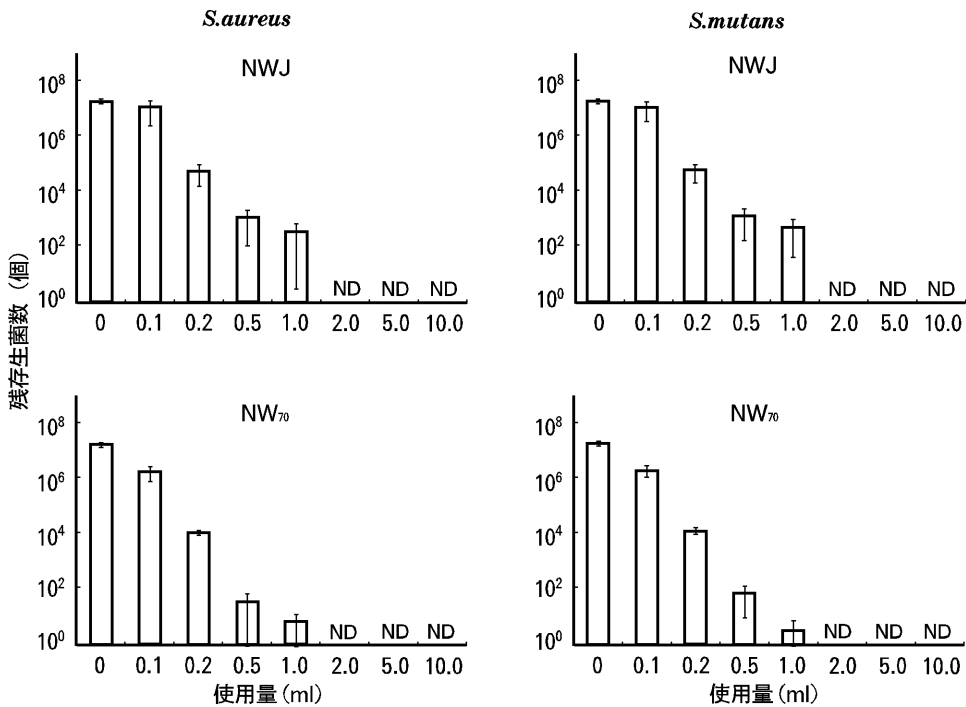 S.aureus
S.mutans
残存生菌数 (個)
NWJ
10⁸
10⁶
10⁴
10²
10⁰
ND ND ND
0 0.1 0.2 0.5 1.0 2.0 5.0 10.0
NWJ
10⁸
10⁶
10⁴
10²
10⁰
ND ND ND
0 0.1 0.2 0.5 1.0 2.0 5.0 10.0
NW₇₀
10⁸
10⁶
10⁴
10²
10⁰
ND ND ND
0 0.1 0.2 0.5 1.0 2.0 5.0 10.0
使用量 (ml)
NW₇₀
10⁸
10⁶
10⁴
10²
10⁰
ND ND ND
0 0.1 0.2 0.5 1.0 2.0 5.0 10.0
使用量 (ml)